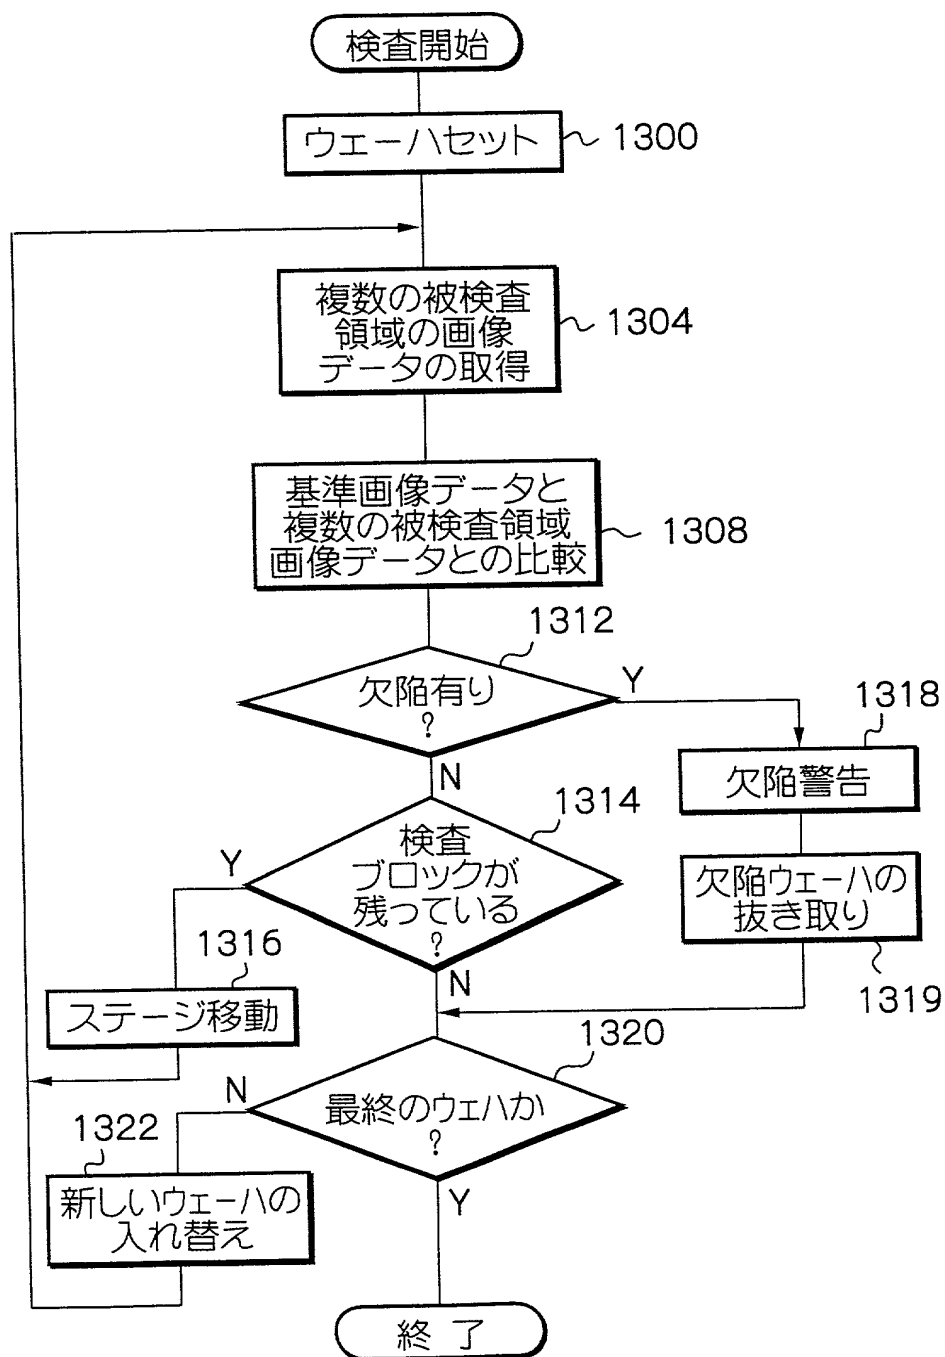 検査開始
ウェーハセット
1300
複数の被検査
領域の画像
データの取得
1304
基準画像データと
複数の被検査領域
画像データとの比較
1308
1312
欠陥有り
?
Y
N
1318
欠陥警告
1314
検査
ブロックが
残っている
?
Y
N
欠陥ウェーハの
抜き取り
1319
1316
ステージ移動
1320
最終のウェハか
?
N
Y
1322
新しいウェーハの
入れ替え
終了